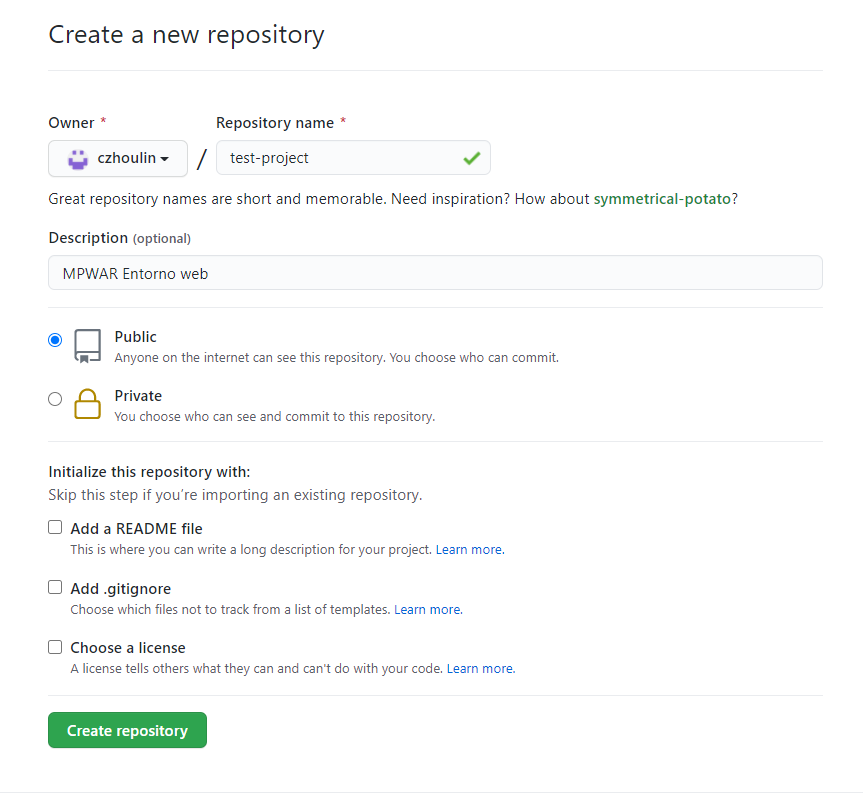 Create a new repository
Owner * Repository name *
czhoulin / test-project
Great repository names are short and memorable. Need inspiration? How about symmetrical-potato?
Description (optional)
MPWAR Entorno web
Public
Anyone on the internet can see this repository. You choose who can commit.
Private
You choose who can see and commit to this repository.
Initialize this repository with:
Skip this step if you’re importing an existing repository.
Add a README file
This is where you can write a long description for your project. Learn more.
Add .gitignore
Choose which files not to track from a list of templates. Learn more.
Choose a license
A license tells others what they can and can't do with your code. Learn more.
Create repository